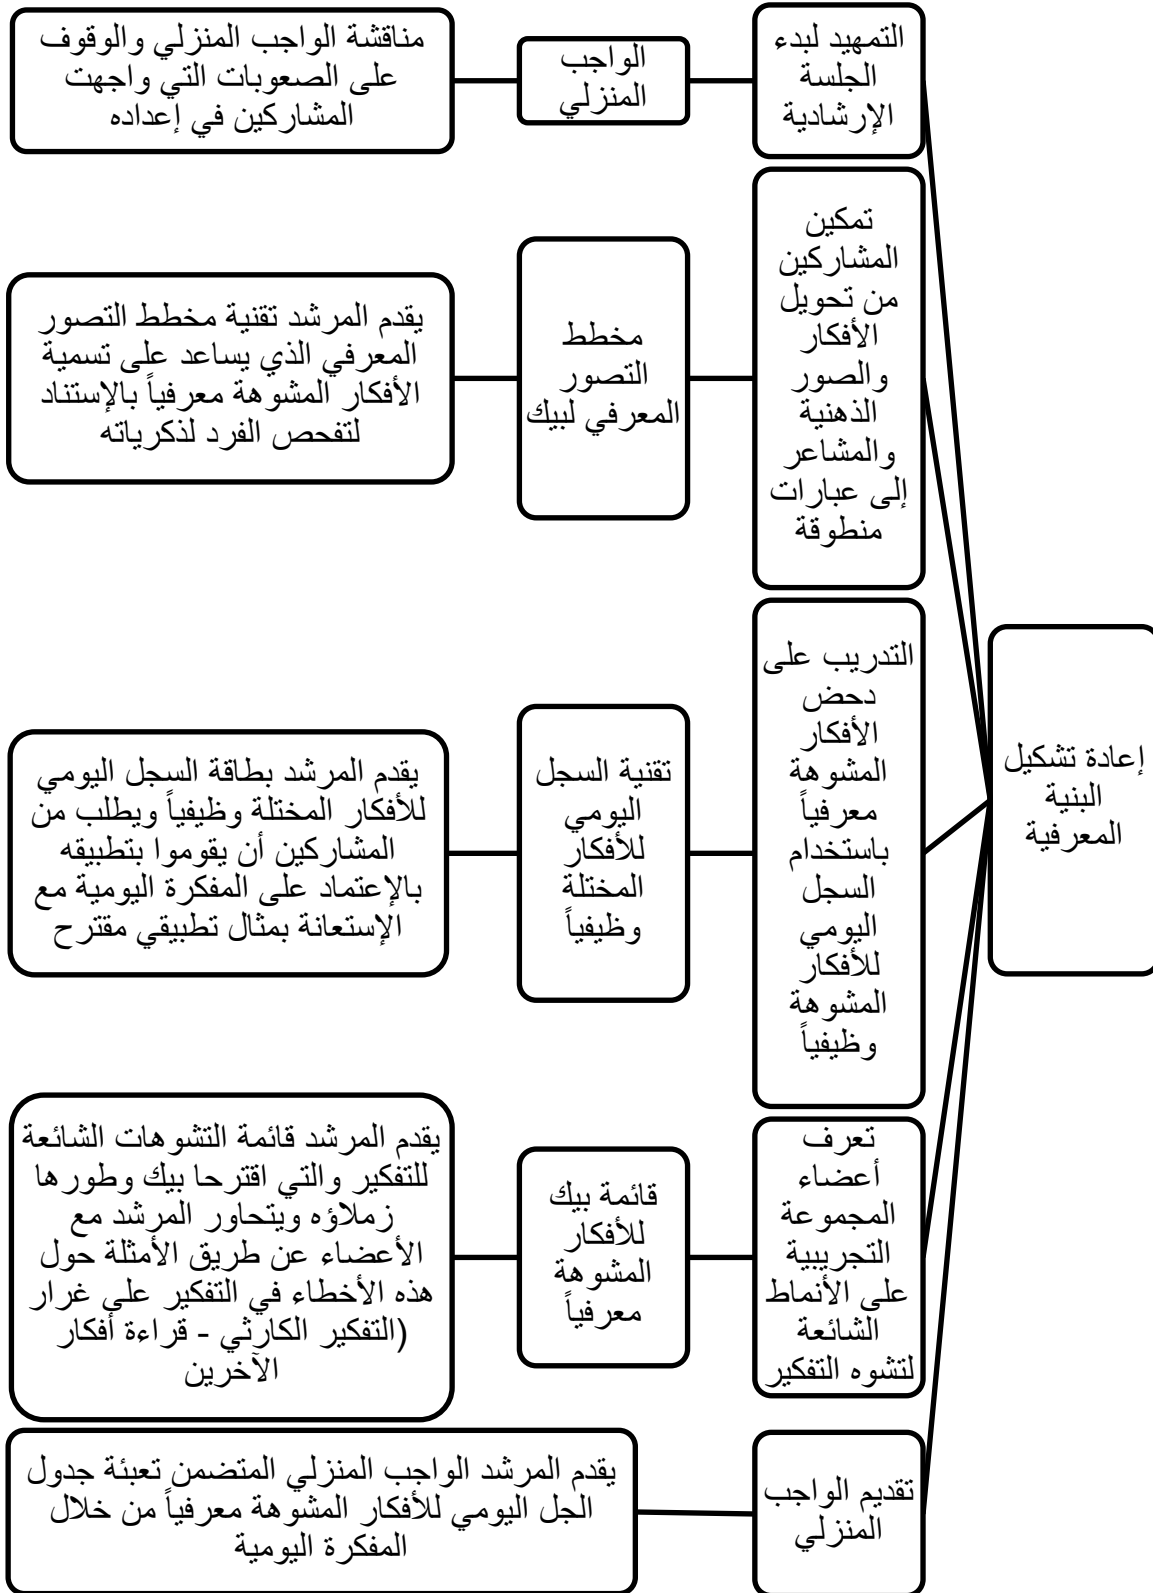 إعادة تشكيل
البنية
المعرفية
التمهيد لبدء
الجلسة
الإرشادية
الواجب
المنزلي
مناقشة الواجب المنزلي والوقوف
على الصعوبات التي واجهت
المشاركين في إعداده
تمكين
المشاركين
من تحويل
الأفكار
والصور
الذهنية
والمشاعر
إلى عبارات
منطوقة
مخطط
التصور
المعرفي لبيك
يقدم المرشد تقنية مخطط التصور
المعرفي الذي يساعد على تسمية
الأفكار المشوهة معرفياً بالإستناد
لتفحص الفرد لذكرياته
التدريب على
دحض
الأفكار
المشوهة
معرفياً
باستخدام
السجل
اليومي
للأفكار
المشوهة
وظيفياً
تقنية السجل
اليومي
للأفكار
المختلة
وظيفياً
يقدم المرشد بطاقة السجل اليومي
للأفكار المختلة وظيفياً ويطلب من
المشاركين أن يقوموا بتطبيقه
بالإعتماد على المفكرة اليومية مع
الإستعانة بمثال تطبيقي مقترح
تعرف
أعضاء
المجموعة
التجريبية
على الأنماط
الشائعة
لتشوه التفكير
قائمة بيك
للأفكار
المشوهة
معرفياً
يقدم المرشد قائمة التشوهات الشائعة
للتفكير والتي اقترحا بيك وطورها
زملاؤه ويتحاور المرشد مع
الأعضاء عن طريق الأمثلة حول
هذه الأخطاء في التفكير على غرار
(التفكير الكارثي - قراءة أفكار
الآخرين
تقديم الواجب
المنزلي
يقدم المرشد الواجب المنزلي المتضمن تعبئة جدول
الجل اليومي للأفكار المشوهة معرفياً من خلال
المفكرة اليومية